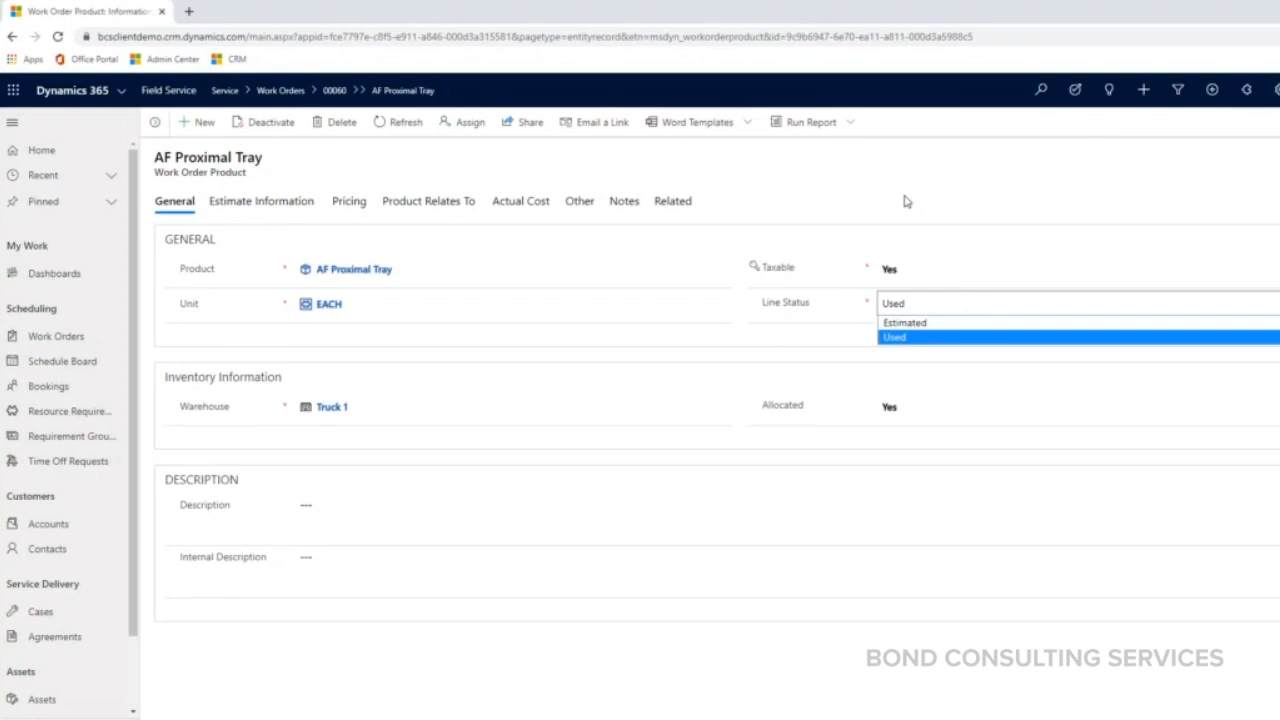 Work Order Product: Information
bcsclientdemo.crm.dynamics.com/main.aspx?appid=fce7797e-c8f5-e911-a846-000d3a315581&pagetype=entityrecord&etn=msdyn_workorderproduct&id=9c9b6947-6e70-ea11-a811-000d3a5988c5
Apps Office Portal Admin Center CRM
Dynamics 365 Field Service Service > Work Orders > 00060 >> AF Proximal Tray
New Deactivate Delete Refresh Assign Share Email a Link Word Templates Run Report
Home
Recent
Pinned
My Work
Dashboards
Scheduling
Work Orders
Schedule Board
Bookings
Resource Require...
Requirement Grou...
Time Off Requests
Customers
Accounts
Contacts
Service Delivery
Cases
Agreements
Assets
Assets
AF Proximal Tray
Work Order Product
General Estimate Information Pricing Product Relates To Actual Cost Other Notes Related
GENERAL
Product * AF Proximal Tray
Taxable * Yes
Unit * EACH
Line Status * Used
Estimated
Used
Inventory Information
Warehouse * Truck 1
Allocated Yes
DESCRIPTION
Description ---
Internal Description ---
BOND CONSULTING SERVICES